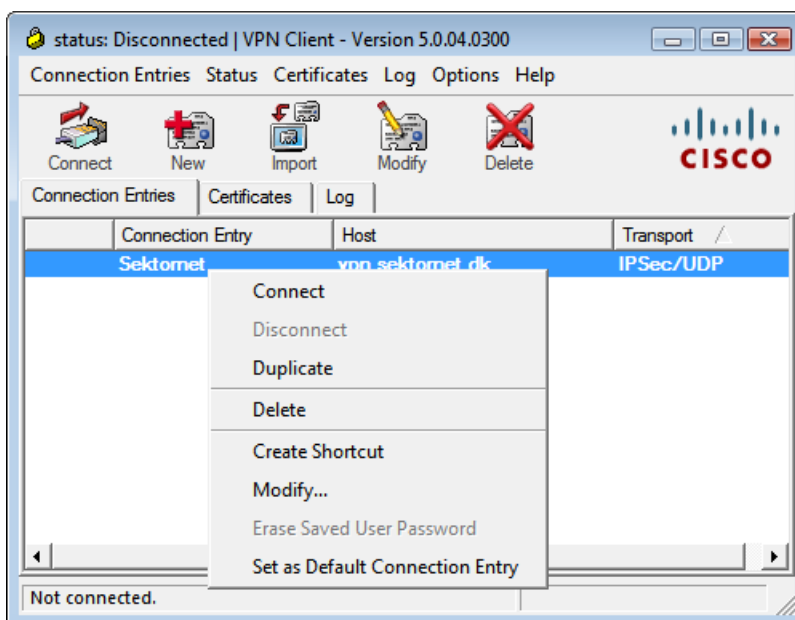 status: Disconnected | VPN Client - Version 5.0.04.0300
Connection Entries Status Certificates Log Options Help
Connect New Import Modify Delete
CISCO
Connection Entries Certificates Log
Connection Entry Host Transport
Sektornet vpn.sektornet.dk IPSec/UDP
Connect
Disconnect
Duplicate
Delete
Create Shortcut
Modify...
Erase Saved User Password
Set as Default Connection Entry
Not connected.